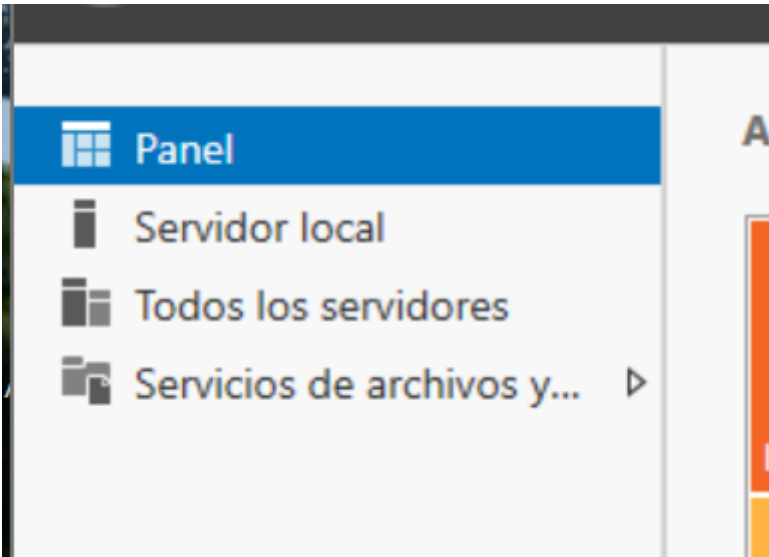 Panel
A
Servidor local
Todos los servidores
Servicios de archivos y...